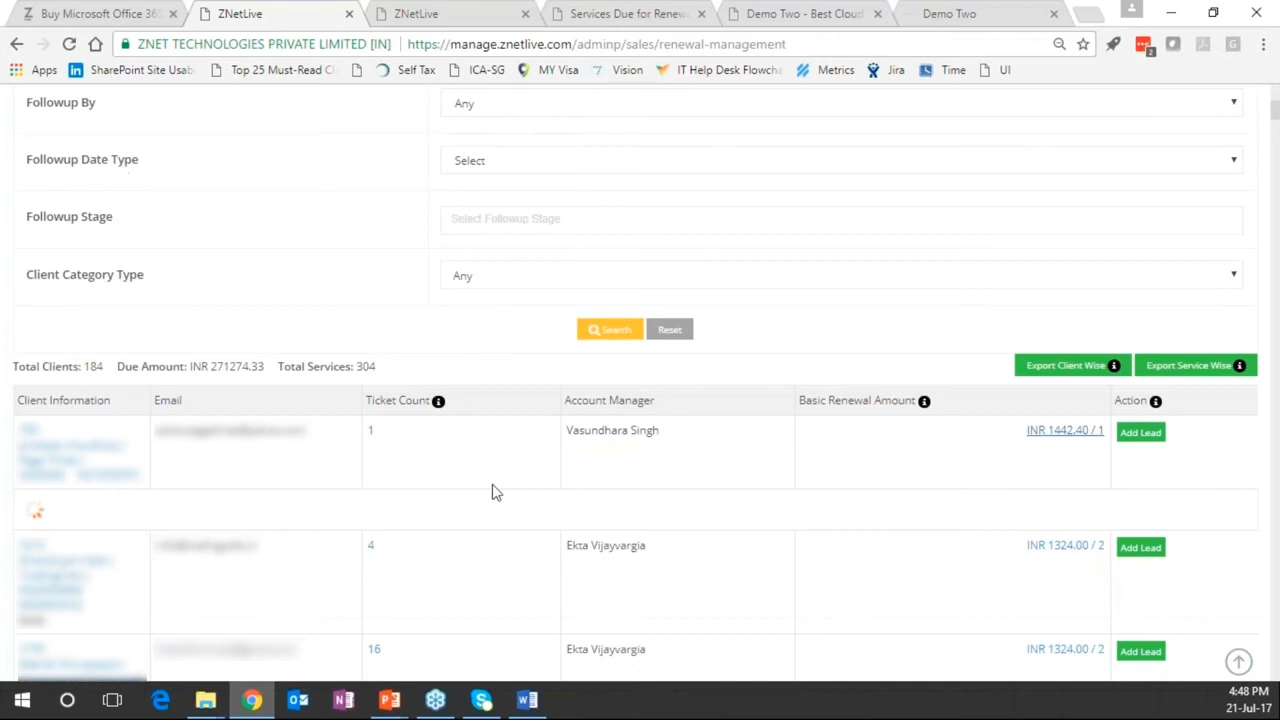 Buy Microsoft Office 365
ZNetLive
ZNetLive
Services Due for Renew
Demo Two - Best Cloud
Demo Two
ZNET TECHNOLOGIES PRIVATE LIMITED [IN]
https://manage.znetlive.com/adminp/sales/renewal-management
2
Apps
SharePoint Site Usab
Top 25 Must-Read Ci
Self Tax
ICA-SG
MY Visa
Vision
IT Help Desk Flowcha
Metrics
Jira
Time
UI
Followup By
Any
Followup Date Type
Select
Followup Stage
Select Followup Stage
Client Category Type
Any
Search
Reset
Total Clients: 184 Due Amount: INR 271274.33 Total Services: 304
Export Client Wise
Export Service Wise
Client Information
Email
Ticket Count
Account Manager
Basic Renewal Amount
Action
1
Vasundhara Singh
INR 1442.40 / 1
Add Lead
4
Ekta Vijayvargia
INR 1324.00 / 2
Add Lead
16
Ekta Vijayvargia
INR 1324.00 / 2
Add Lead
4:48 PM
21-Jul-17